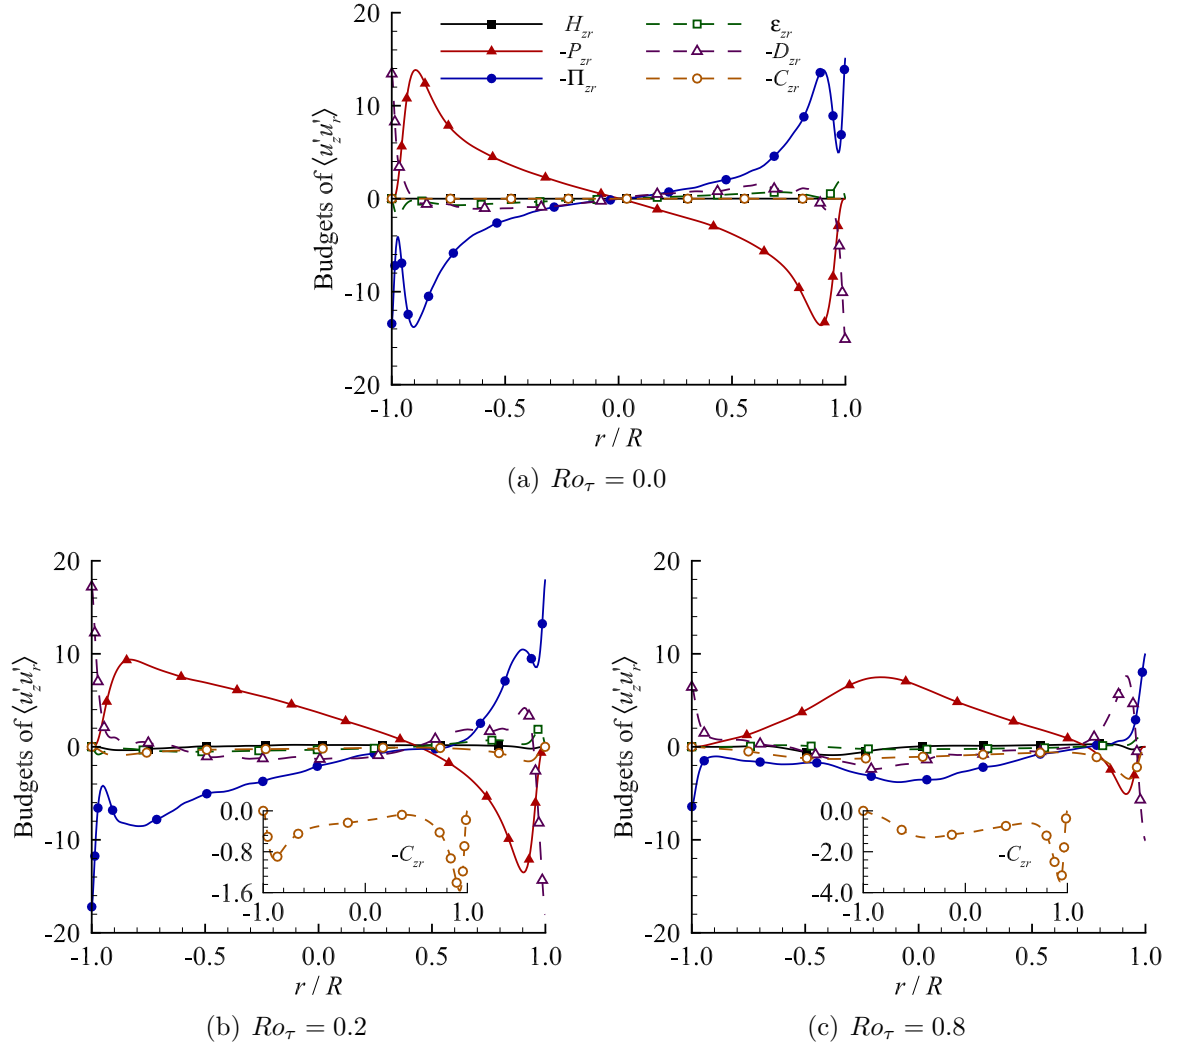 20
10
0
-10
-20
-1.0 -0.5 0.0 0.5 1.0
r / R
Budgets of ⟨u'_z u'_r⟩
H_zr
-P_zr
-Π_zr
ε_zr
-D_zr
-C_zr
(a) Ro_τ = 0.0
20
10
0
-10
-20
-1.0 -0.5 0.0 0.5 1.0
r / R
Budgets of ⟨u'_z u'_r⟩
0.0
-0.8
-1.6
-1.0 0.0 1.0
-C_zr
(b) Ro_τ = 0.2
20
10
0
-10
-20
-1.0 -0.5 0.0 0.5 1.0
r / R
Budgets of ⟨u'_z u'_r⟩
0.0
-2.0
-4.0
-1.0 0.0 1.0
-C_zr
(c) Ro_τ = 0.8